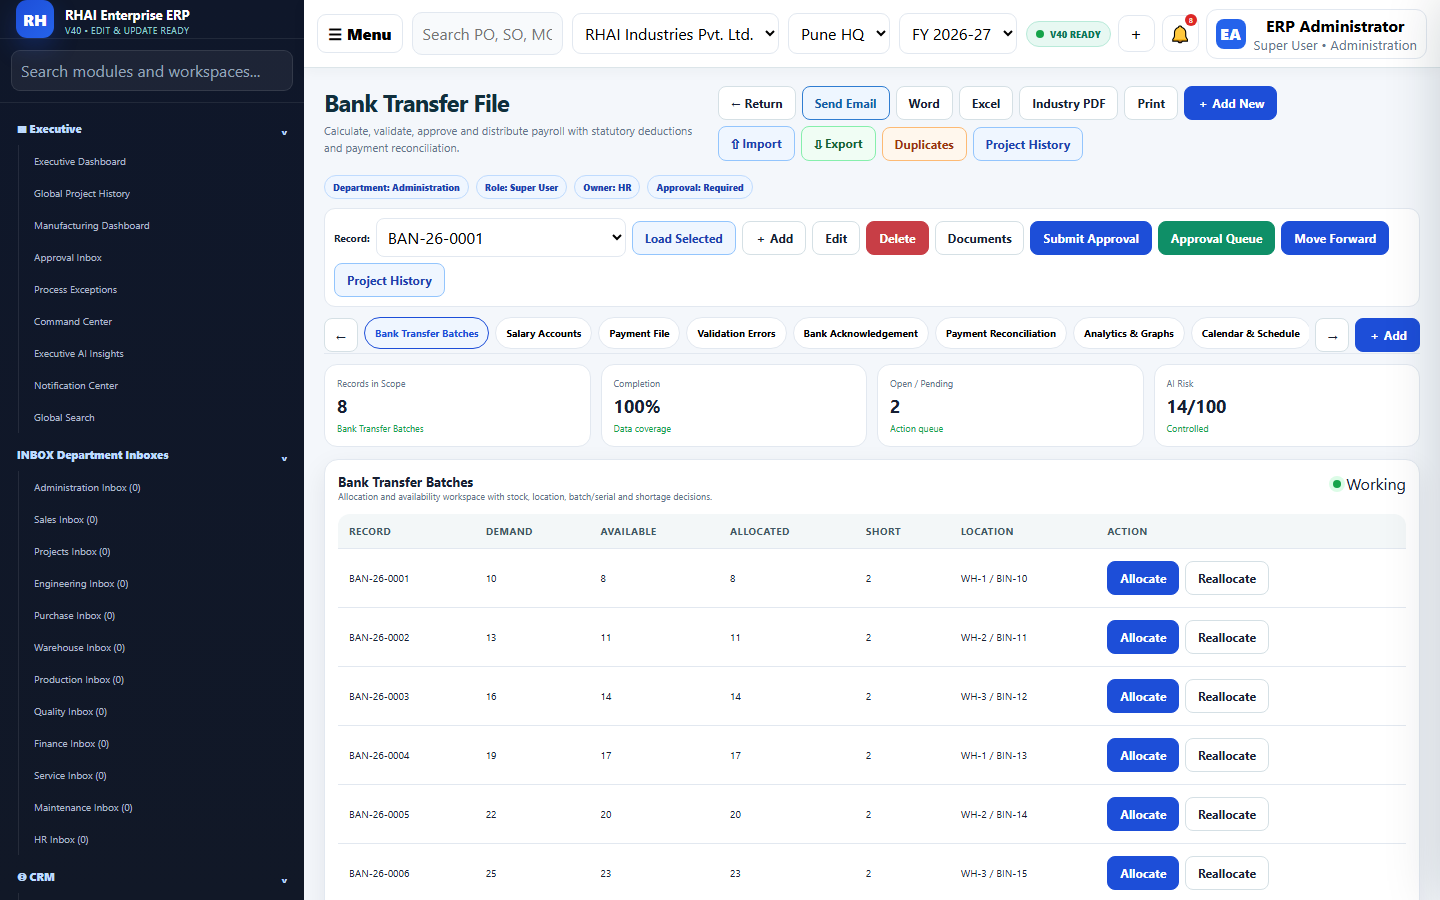 RH
RHAI Enterprise ERP
V40 • EDIT & UPDATE READY
Search modules and workspaces...
Executive
Executive Dashboard
Global Project History
Manufacturing Dashboard
Approval Inbox
Process Exceptions
Command Center
Executive AI Insights
Notification Center
Global Search
INBOX Department Inboxes
Administration Inbox (0)
Sales Inbox (0)
Projects Inbox (0)
Engineering Inbox (0)
Purchase Inbox (0)
Warehouse Inbox (0)
Production Inbox (0)
Quality Inbox (0)
Finance Inbox (0)
Service Inbox (0)
Maintenance Inbox (0)
HR Inbox (0)
CRM
☰ Menu
Search PO, SO, MO
RHAI Industries Pvt. Ltd.
Pune HQ
FY 2026-27
V40 READY
+
8
EA
ERP Administrator
Super User • Administration
Bank Transfer File
Calculate, validate, approve and distribute payroll with statutory deductions
and payment reconciliation.
← Return
Send Email
Word
Excel
Industry PDF
Print
+ Add New
⇧ Import
⇩ Export
Duplicates
Project History
Department: Administration
Role: Super User
Owner: HR
Approval: Required
Record:
BAN-26-0001
Load Selected
+ Add
Edit
Delete
Documents
Submit Approval
Approval Queue
Move Forward
Project History
←
Bank Transfer Batches
Salary Accounts
Payment File
Validation Errors
Bank Acknowledgement
Payment Reconciliation
Analytics & Graphs
Calendar & Schedule
→
+ Add
Records in Scope
8
Bank Transfer Batches
Completion
100%
Data coverage
Open / Pending
2
Action queue
AI Risk
14/100
Controlled
Bank Transfer Batches
Allocation and availability workspace with stock, location, batch/serial and shortage decisions.
Working
RECORD DEMAND AVAILABLE ALLOCATED SHORT LOCATION ACTION
BAN-26-0001 10 8 8 2 WH-1 / BIN-10 Allocate Reallocate
BAN-26-0002 13 11 11 2 WH-2 / BIN-11 Allocate Reallocate
BAN-26-0003 16 14 14 2 WH-3 / BIN-12 Allocate Reallocate
BAN-26-0004 19 17 17 2 WH-1 / BIN-13 Allocate Reallocate
BAN-26-0005 22 20 20 2 WH-2 / BIN-14 Allocate Reallocate
BAN-26-0006 25 23 23 2 WH-3 / BIN-15 Allocate Reallocate